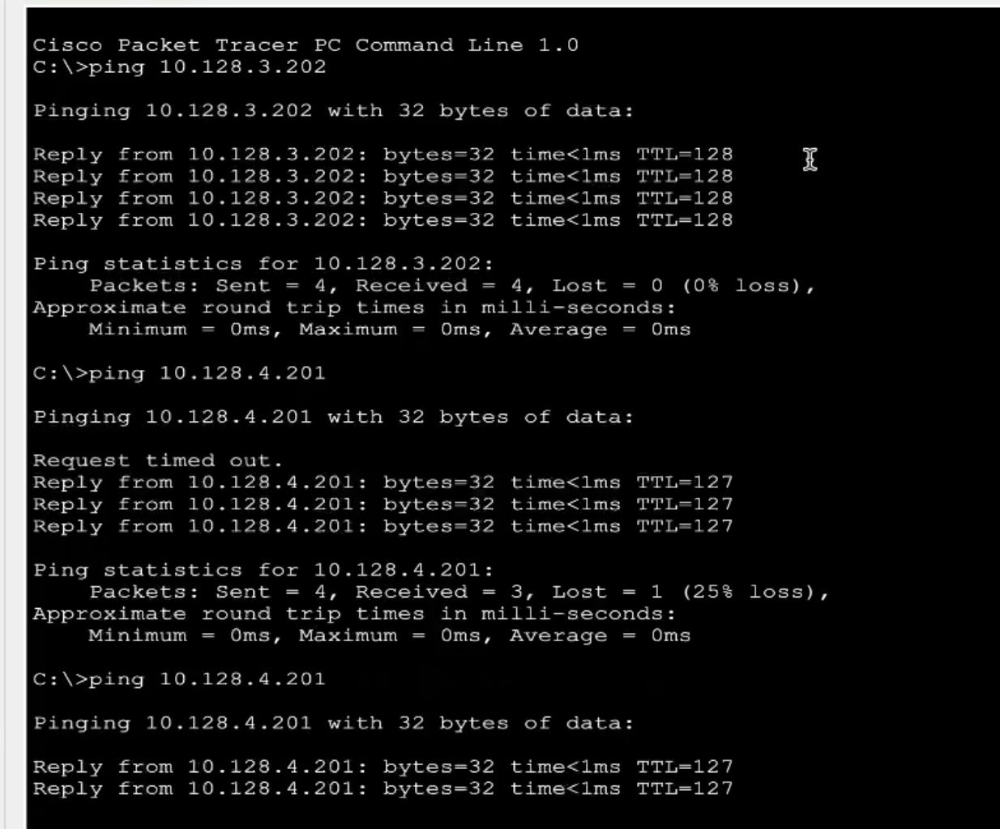 Cisco Packet Tracer PC Command Line 1.0
C:\>ping 10.128.3.202
Pinging 10.128.3.202 with 32 bytes of data:
Reply from 10.128.3.202: bytes=32 time<1ms TTL=128
Reply from 10.128.3.202: bytes=32 time<1ms TTL=128
Reply from 10.128.3.202: bytes=32 time<1ms TTL=128
Reply from 10.128.3.202: bytes=32 time<1ms TTL=128
Ping statistics for 10.128.3.202:
Packets: Sent = 4, Received = 4, Lost = 0 (0% loss),
Approximate round trip times in milli-seconds:
Minimum = 0ms, Maximum = 0ms, Average = 0ms
C:\>ping 10.128.4.201
Pinging 10.128.4.201 with 32 bytes of data:
Request timed out.
Reply from 10.128.4.201: bytes=32 time<1ms TTL=127
Reply from 10.128.4.201: bytes=32 time<1ms TTL=127
Reply from 10.128.4.201: bytes=32 time<1ms TTL=127
Ping statistics for 10.128.4.201:
Packets: Sent = 4, Received = 3, Lost = 1 (25% loss),
Approximate round trip times in milli-seconds:
Minimum = 0ms, Maximum = 0ms, Average = 0ms
C:\>ping 10.128.4.201
Pinging 10.128.4.201 with 32 bytes of data:
Reply from 10.128.4.201: bytes=32 time<1ms TTL=127
Reply from 10.128.4.201: bytes=32 time<1ms TTL=127